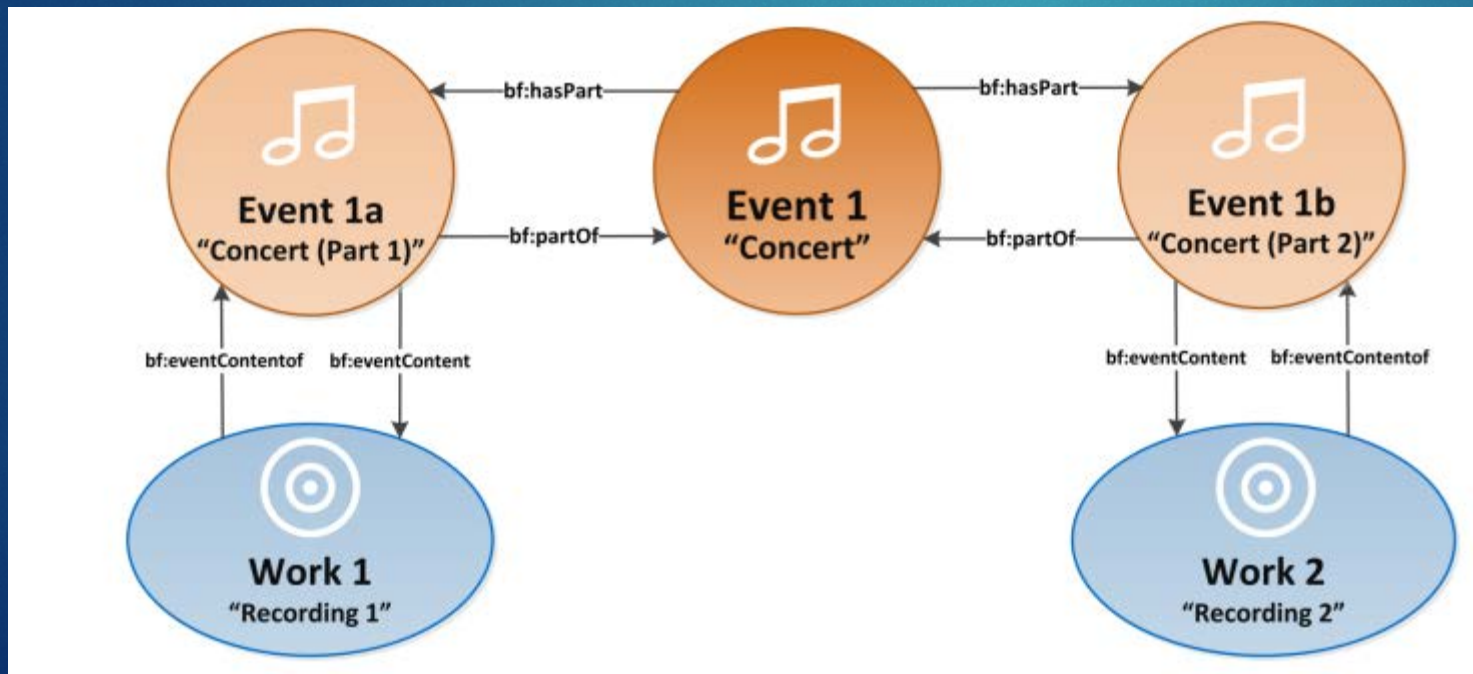 bf:hasPart
bf:hasPart
Event 1a
“Concert (Part 1)”
Event 1
“Concert”
Event 1b
“Concert (Part 2)”
bf:partOf
bf:partOf
bf:eventContentof
bf:eventContent
bf:eventContent
bf:eventContentof
Work 1
“Recording 1”
Work 2
“Recording 2”